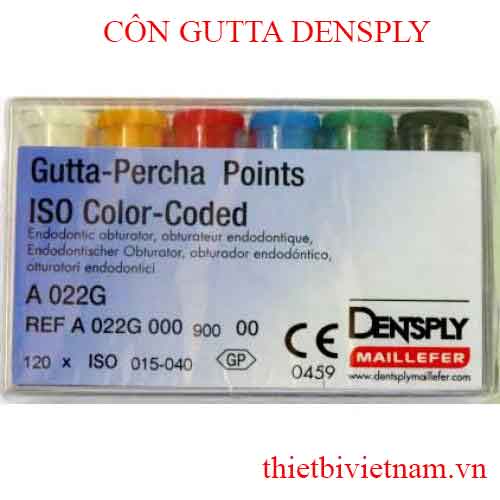 CÔN GUTTA DENSPLY
Gutta-Percha Points
ISO Color-Coded
Endodontic obturator, obturateur endodontique,
Endodontischer Obturator, obturador endodóntico,
otturatori endodontici
A 022G
REF A 022G 000 900 00
120 x ISO 015-040 GP
CE
0459
DENTSPLY
MAILLEFER
www.dentsplymaillefer.com
thietbivietnam.vn